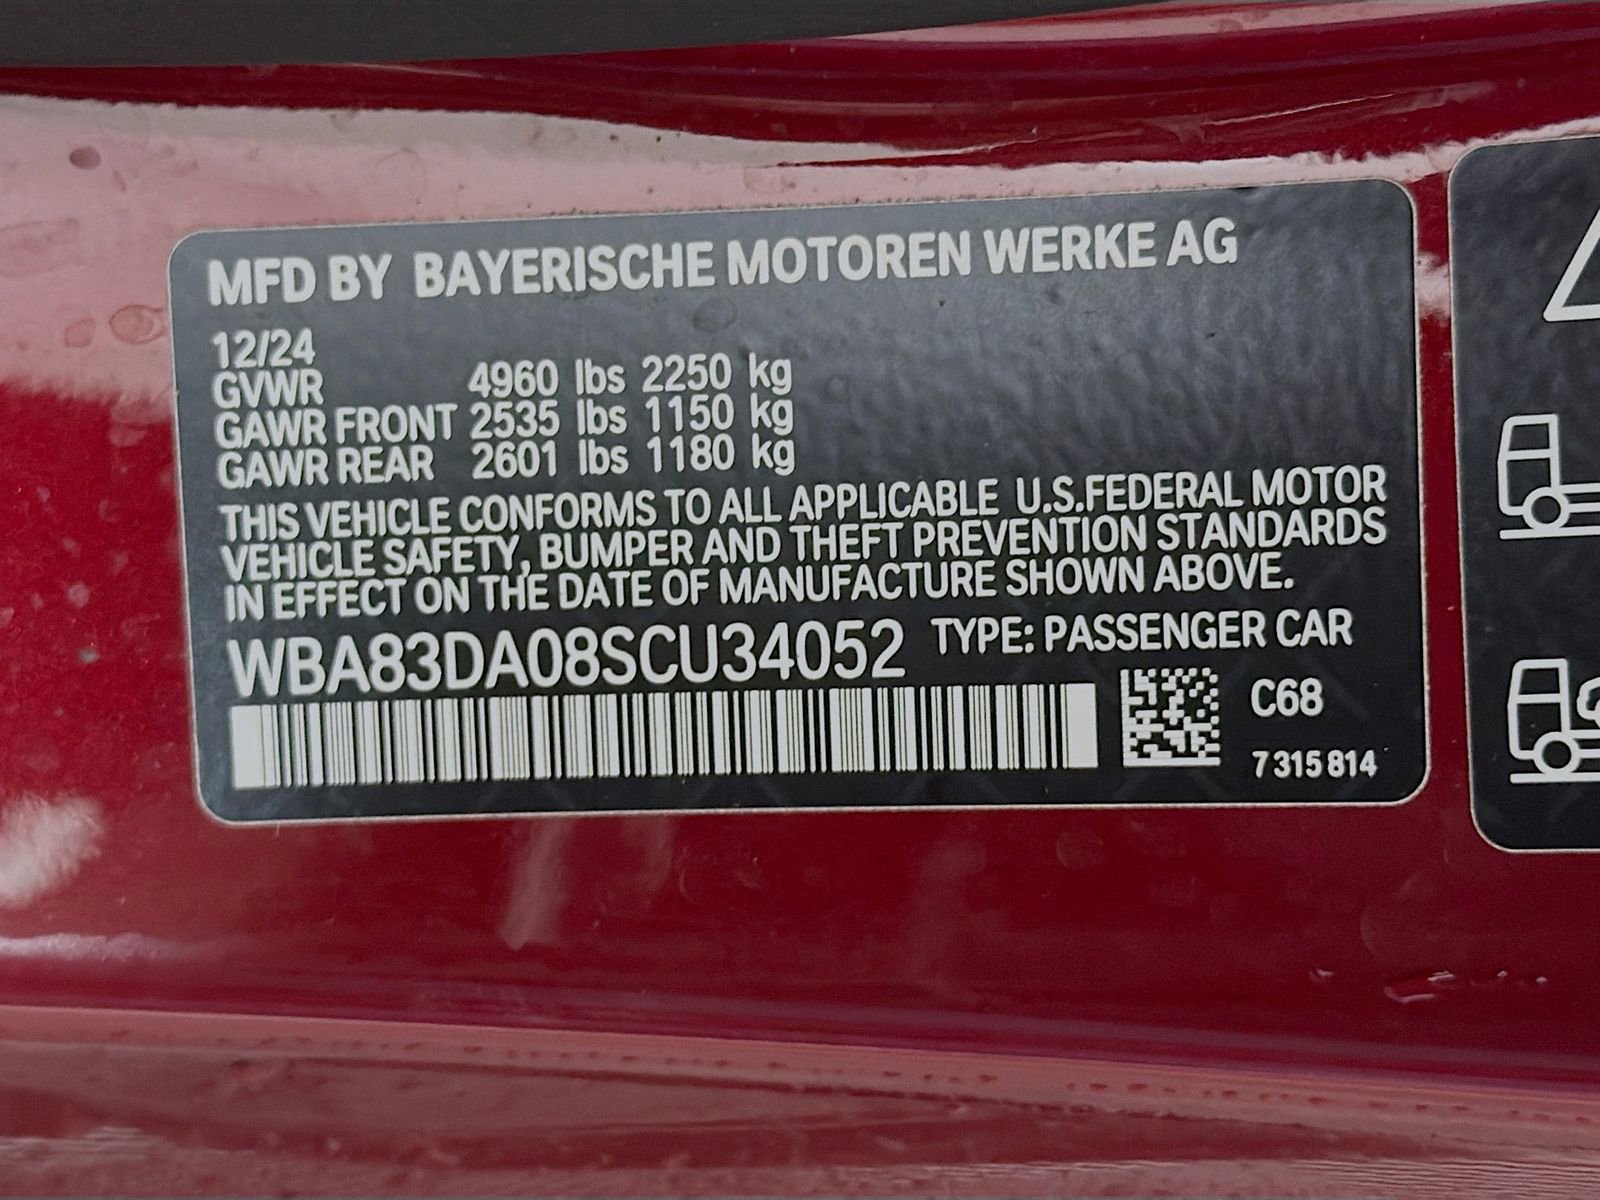 MFD BY BAYERISCHE MOTOREN WERKE AG
12/24
GVWR 4960 lbs 2250 kg
GAWR FRONT 2535 lbs 1150 kg
GAWR REAR 2601 lbs 1180 kg
THIS VEHICLE CONFORMS TO ALL APPLICABLE U.S.FEDERAL MOTOR
VEHICLE SAFETY, BUMPER AND THEFT PREVENTION STANDARDS
IN EFFECT ON THE DATE OF MANUFACTURE SHOWN ABOVE.
WBA83DA08SCU34052 TYPE: PASSENGER CAR
C68
7 315 814